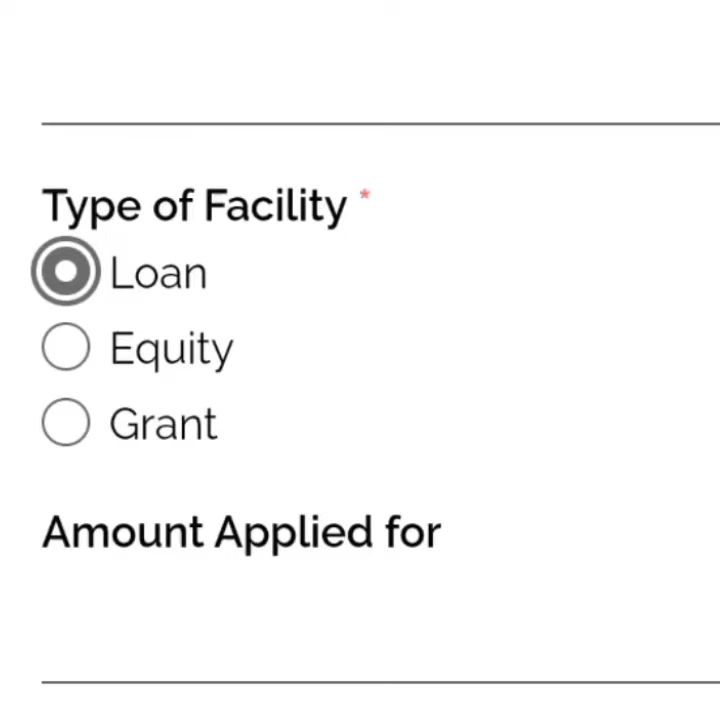 Type of Facility *
Loan
Equity
Grant
Amount Applied for